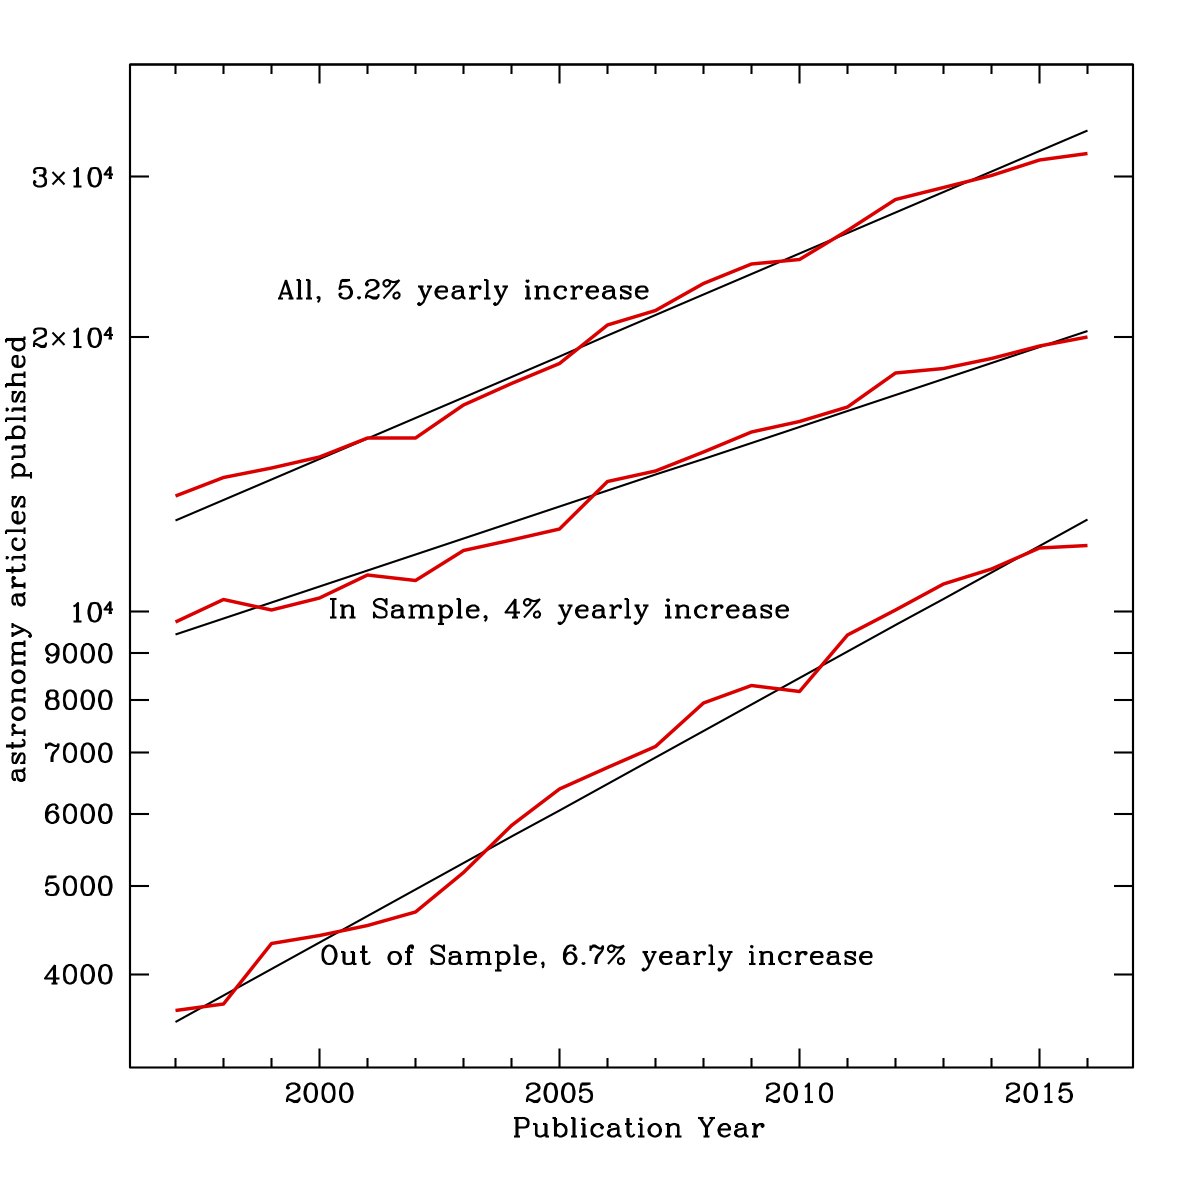 3×10⁴
All, 5.2% yearly increase
2×10⁴
astronomy articles published
10⁴
In Sample, 4% yearly increase
9000
8000
7000
6000
5000
Out of Sample, 6.7% yearly increase
4000
2000 2005 2010 2015
Publication Year